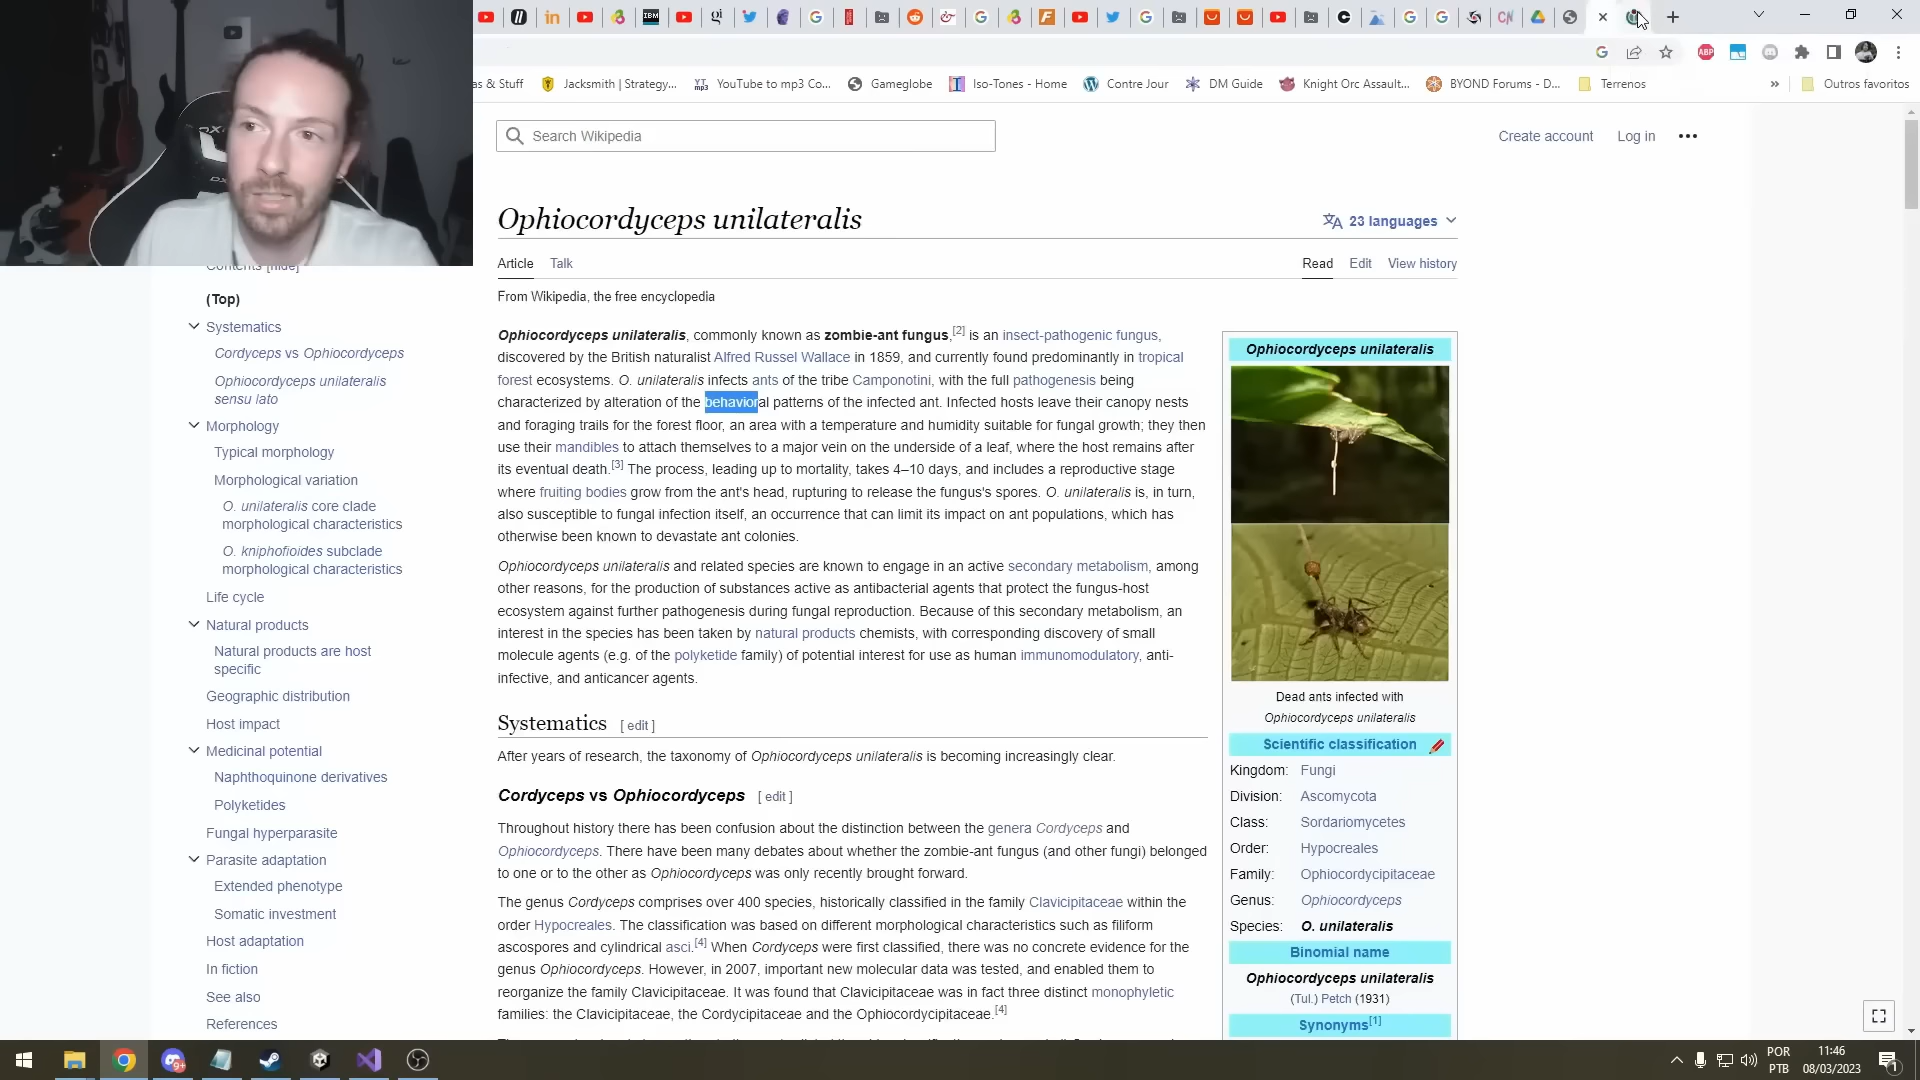 as & Stuff
Jacksmith | Strategy...
YouTube to mp3 Co...
Gameglobe
Iso-Tones - Home
Contre Jour
DM Guide
Knight Orc Assault...
BYOND Forums - D...
Terrenos
»
Outros favoritos
Search Wikipedia
Create account
Log in
Ophiocordyceps unilateralis
23 languages
Article
Talk
Read
Edit
View history
From Wikipedia, the free encyclopedia
Contents [hide]
(Top)
Systematics
Cordyceps vs Ophiocordyceps
Ophiocordyceps unilateralis
sensu lato
Morphology
Typical morphology
Morphological variation
O. unilateralis core clade
morphological characteristics
O. kniphofioides subclade
morphological characteristics
Life cycle
Natural products
Natural products are host
specific
Geographic distribution
Host impact
Medicinal potential
Naphthoquinone derivatives
Polyketides
Fungal hyperparasite
Parasite adaptation
Extended phenotype
Somatic investment
Host adaptation
In fiction
See also
References
Ophiocordyceps unilateralis, commonly known as zombie-ant fungus,[2] is an insect-pathogenic fungus,
discovered by the British naturalist Alfred Russel Wallace in 1859, and currently found predominantly in tropical
forest ecosystems. O. unilateralis infects ants of the tribe Camponotini, with the full pathogenesis being
characterized by alteration of the behavioral patterns of the infected ant. Infected hosts leave their canopy nests
and foraging trails for the forest floor, an area with a temperature and humidity suitable for fungal growth; they then
use their mandibles to attach themselves to a major vein on the underside of a leaf, where the host remains after
its eventual death.[3] The process, leading up to mortality, takes 4–10 days, and includes a reproductive stage
where fruiting bodies grow from the ant's head, rupturing to release the fungus's spores. O. unilateralis is, in turn,
also susceptible to fungal infection itself, an occurrence that can limit its impact on ant populations, which has
otherwise been known to devastate ant colonies.
Ophiocordyceps unilateralis and related species are known to engage in an active secondary metabolism, among
other reasons, for the production of substances active as antibacterial agents that protect the fungus-host
ecosystem against further pathogenesis during fungal reproduction. Because of this secondary metabolism, an
interest in the species has been taken by natural products chemists, with corresponding discovery of small
molecule agents (e.g. of the polyketide family) of potential interest for use as human immunomodulatory, anti-
infective, and anticancer agents.
Systematics [ edit ]
After years of research, the taxonomy of Ophiocordyceps unilateralis is becoming increasingly clear.
Cordyceps vs Ophiocordyceps [ edit ]
Throughout history there has been confusion about the distinction between the genera Cordyceps and
Ophiocordyceps. There have been many debates about whether the zombie-ant fungus (and other fungi) belonged
to one or to the other as Ophiocordyceps was only recently brought forward.
The genus Cordyceps comprises over 400 species, historically classified in the family Clavicipitaceae within the
order Hypocreales. The classification was based on different morphological characteristics such as filiform
ascospores and cylindrical asci.[4] When Cordyceps were first classified, there was no concrete evidence for the
genus Ophiocordyceps. However, in 2007, important new molecular data was tested, and enabled them to
reorganize the family Clavicipitaceae. It was found that Clavicipitaceae was in fact three distinct monophyletic
families: the Clavicipitaceae, the Cordycipitaceae and the Ophiocordycipitaceae.[4]
Ophiocordyceps unilateralis
Dead ants infected with
Ophiocordyceps unilateralis
Scientific classification
Kingdom: Fungi
Division: Ascomycota
Class: Sordariomycetes
Order: Hypocreales
Family: Ophiocordycipitaceae
Genus: Ophiocordyceps
Species: O. unilateralis
Binomial name
Ophiocordyceps unilateralis
(Tul.) Petch (1931)
Synonyms[1]
POR
PTB
11:46
08/03/2023